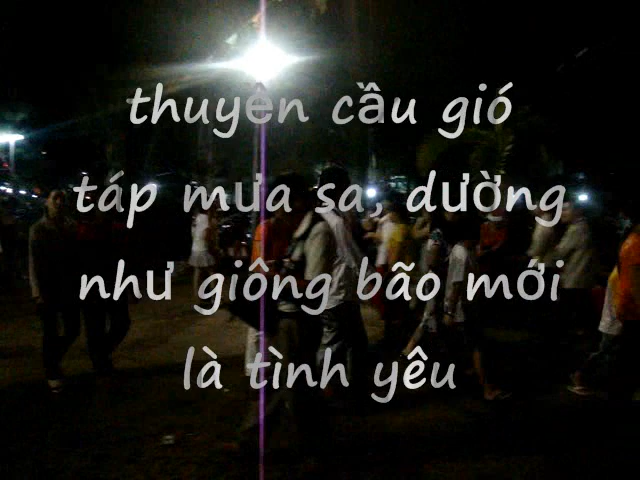 thuyền cầu gió
táp mưa sa, dường
như giông bão mới
là tình yêu